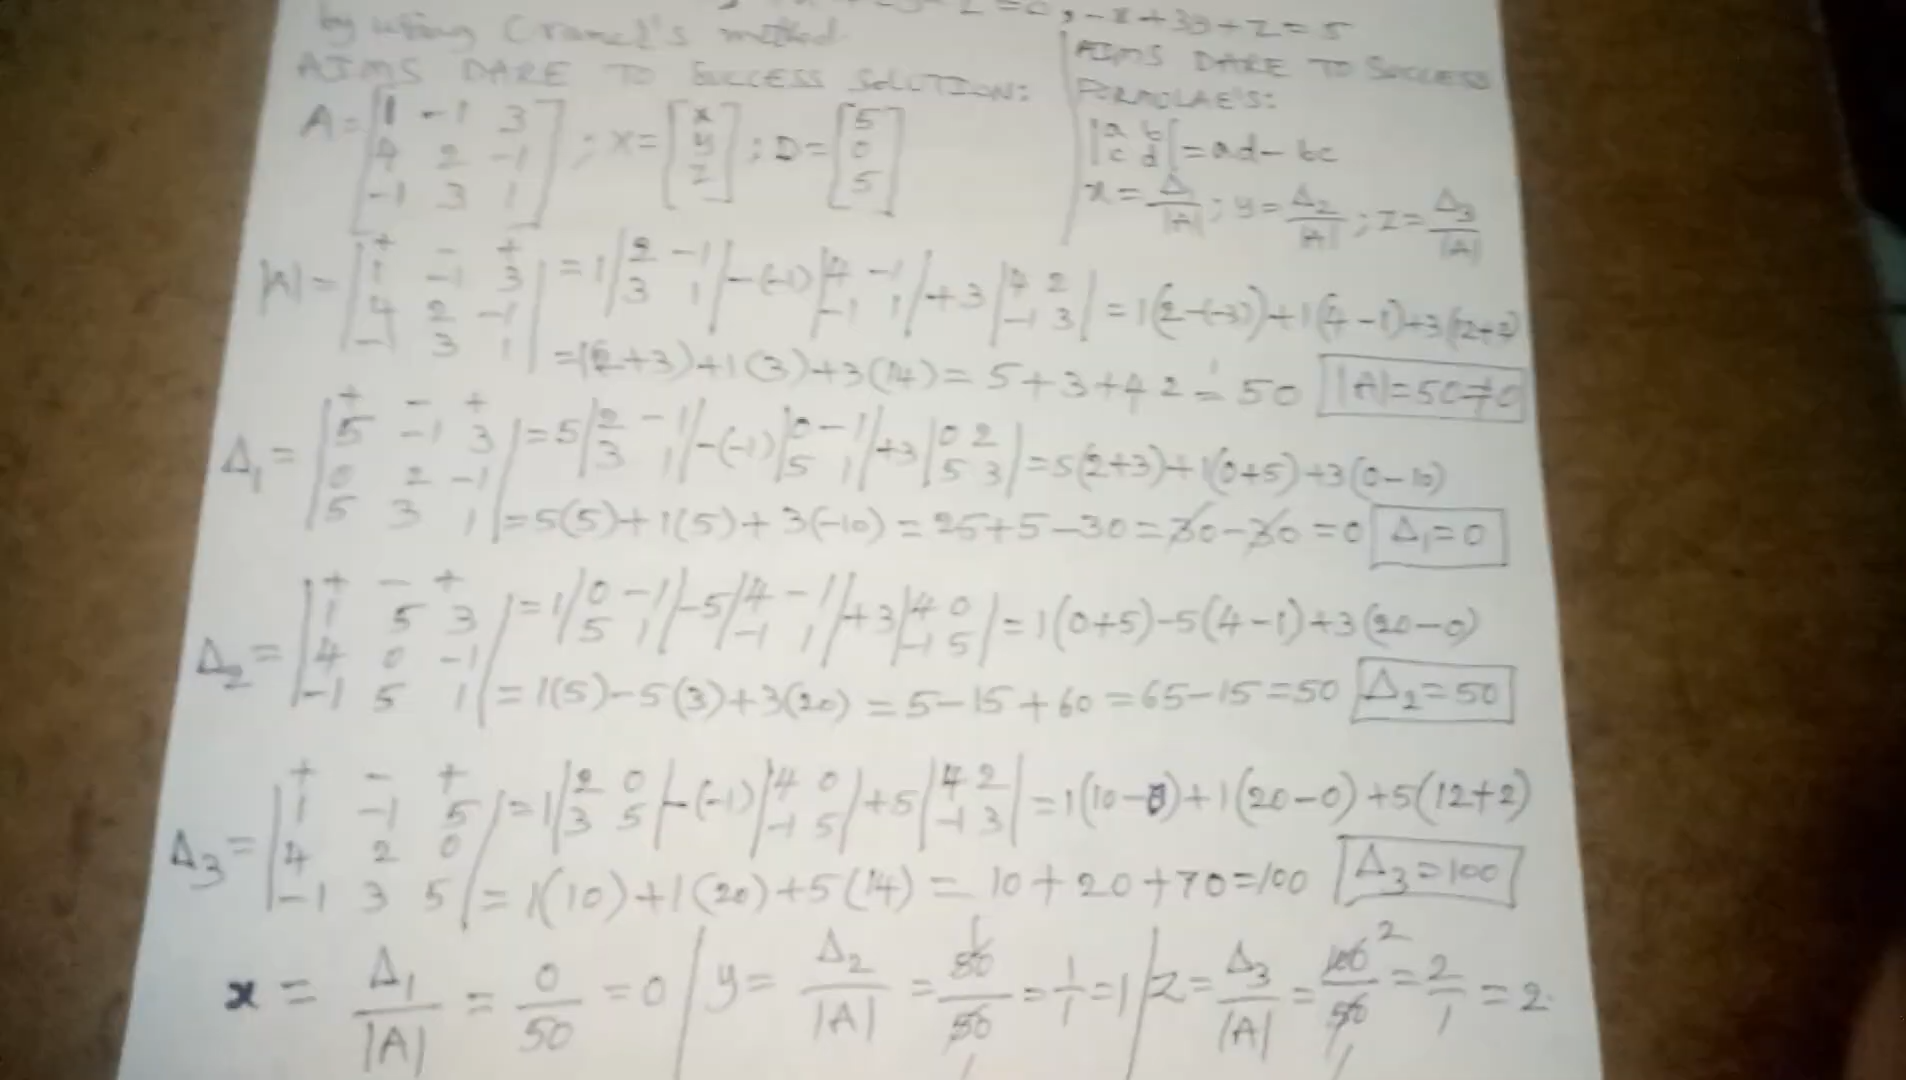 Z=0, -x+3y+Z=5
by using Cramer's method
AIMS DARE TO SUCCESS SOLUTION:
A=[1 -1 3; 4 2 -1; -1 3 1]; X=[x; y; z]; D=[5; 0; 5]
AIMS DARE TO SUCCESS
FORMULAE'S:
|a b; c d|=ad-bc
x=Δ₁/|A|; y=Δ₂/|A|; z=Δ₃/|A|
|A|=|1 -1 3; 4 2 -1; -1 3 1|=1|2 -1; 3 1|-(-1)|4 -1; -1 1|+3|4 2; -1 3|=1(2-(-3))+1(4-1)+3(12+2)
=1(2+3)+1(3)+3(14)=5+3+42=50 |A|=50≠0
Δ₁=|5 -1 3; 0 2 -1; 5 3 1|=5|2 -1; 3 1|-(-1)|0 -1; 5 1|+3|0 2; 5 3|=5(2+3)+1(0+5)+3(0-10)
=5(5)+1(5)+3(-10)=25+5-30=30-30=0 Δ₁=0
Δ₂=|1 5 3; 4 0 -1; -1 5 1|=1|0 -1; 5 1|-5|4 -1; -1 1|+3|4 0; -1 5|=1(0+5)-5(4-1)+3(20-0)
=1(5)-5(3)+3(20)=5-15+60=65-15=50 Δ₂=50
Δ₃=|1 -1 5; 4 2 0; -1 3 5|=1|2 0; 3 5|-(-1)|4 0; -1 5|+5|4 2; -1 3|=1(10-0)+1(20-0)+5(12+2)
=1(10)+1(20)+5(14)=10+20+70=100 Δ₃=100
x=Δ₁/|A|=0/50=0 | y=Δ₂/|A|=50/50=1/1=1 | z=Δ₃/|A|=100/50=2/1=2.